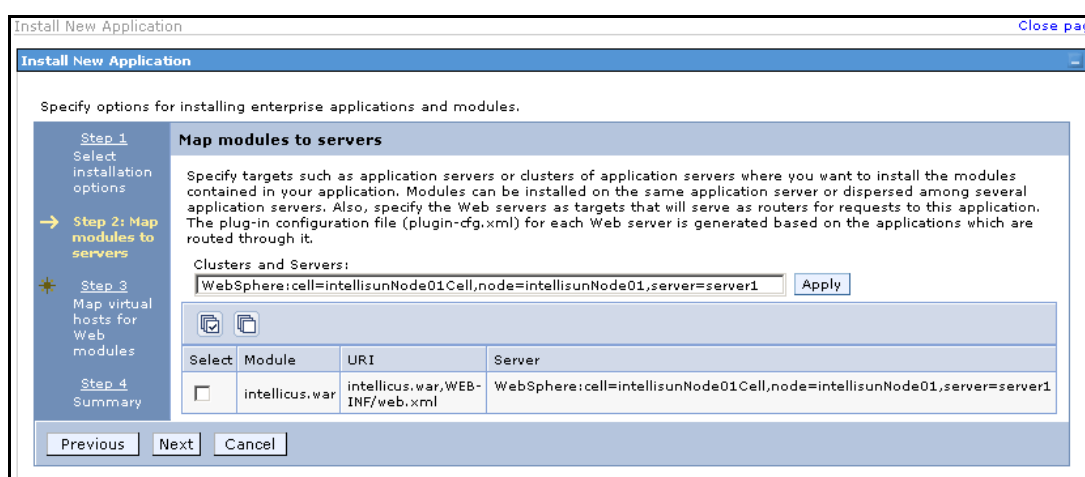 Install New Application
Close pag
Install New Application
Specify options for installing enterprise applications and modules.
Step 1
Select
installation
options
Step 2: Map
modules to
servers
Step 3
Map virtual
hosts for
Web
modules
Step 4
Summary
Map modules to servers
Specify targets such as application servers or clusters of application servers where you want to install the modules
contained in your application. Modules can be installed on the same application server or dispersed among several
application servers. Also, specify the Web servers as targets that will serve as routers for requests to this application.
The plug-in configuration file (plugin-cfg.xml) for each Web server is generated based on the applications which are
routed through it.
Clusters and Servers:
WebSphere:cell=intellisunNode01Cell,node=intellisunNode01,server=server1
Apply
Select Module URI Server
intellicus.war intellicus.war,WEB- WebSphere:cell=intellisunNode01Cell,node=intellisunNode01,server=server1
INF/web.xml
Previous Next Cancel